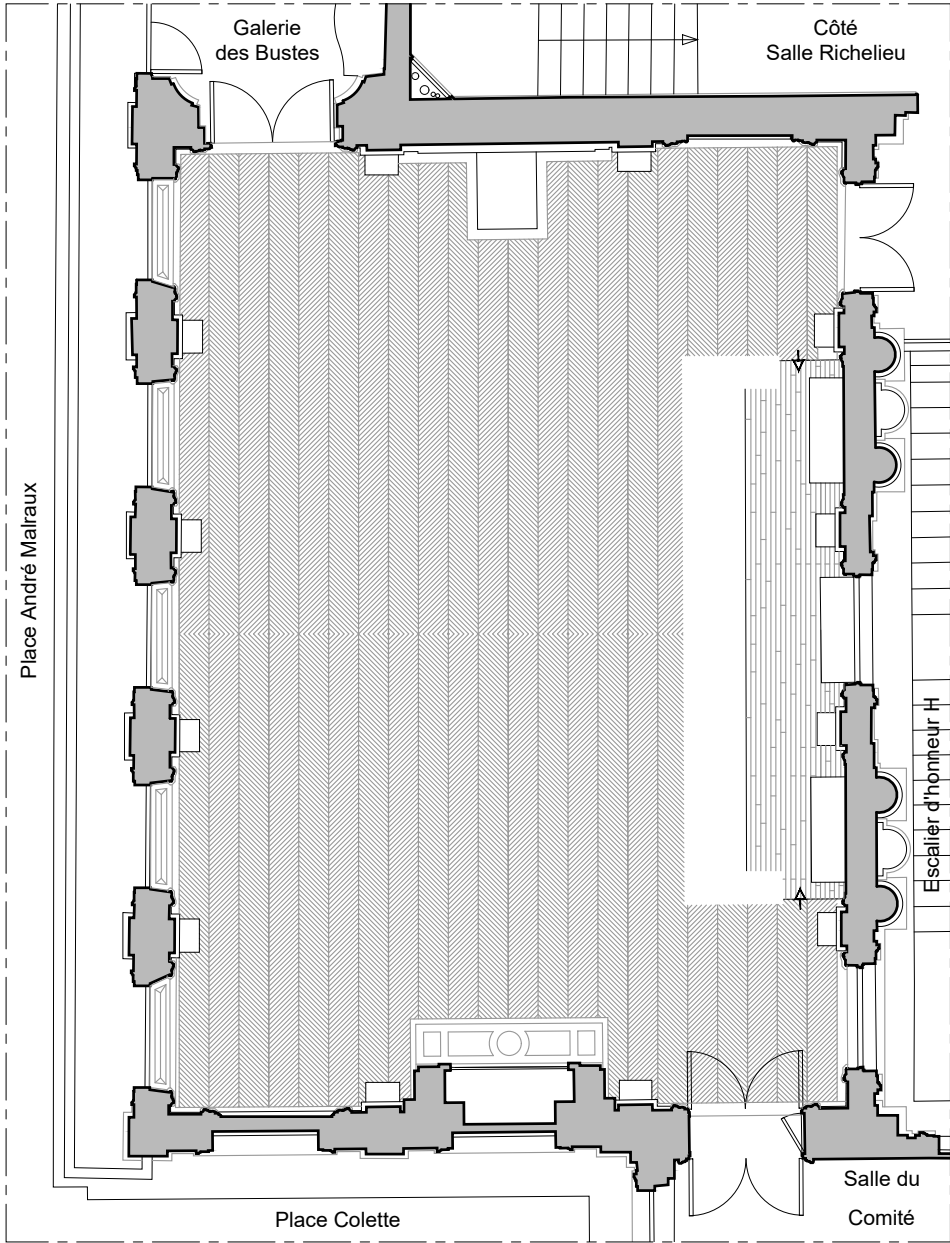 Galerie
des Bustes
Côté
Salle Richelieu
Place André Malraux
Escalier d'honneur H
Salle du
Comité
Place Colette